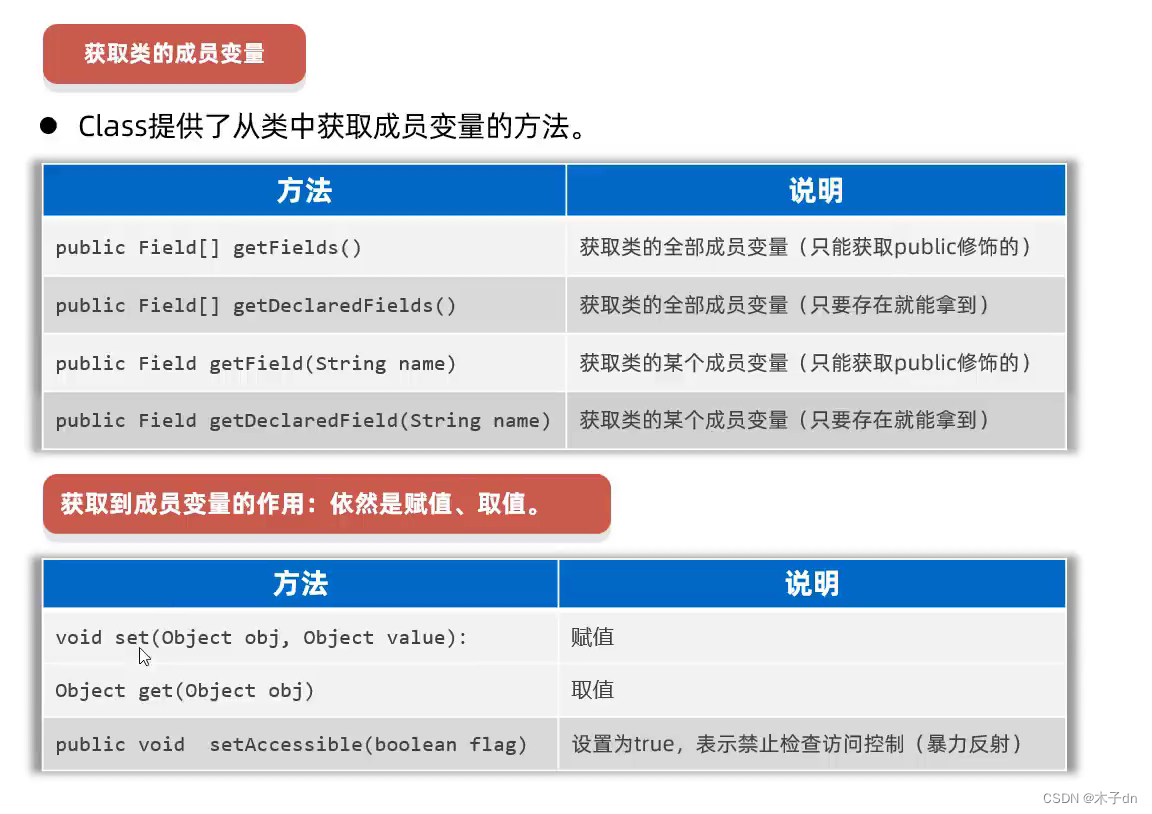 获取类的成员变量
● Class提供了从类中获取成员变量的方法。
方法 说明
public Field[] getFields() 获取类的全部成员变量（只能获取public修饰的）
public Field[] getDeclaredFields() 获取类的全部成员变量（只要存在就能拿到）
public Field getField(String name) 获取类的某个成员变量（只能获取public修饰的）
public Field getDeclaredField(String name) 获取类的某个成员变量（只要存在就能拿到）
获取到成员变量的作用：依然是赋值、取值。
方法 说明
void set(Object obj, Object value): 赋值
Object get(Object obj) 取值
public void  setAccessible(boolean flag) 设置为true，表示禁止检查访问控制（暴力反射）
CSDN @木子dn